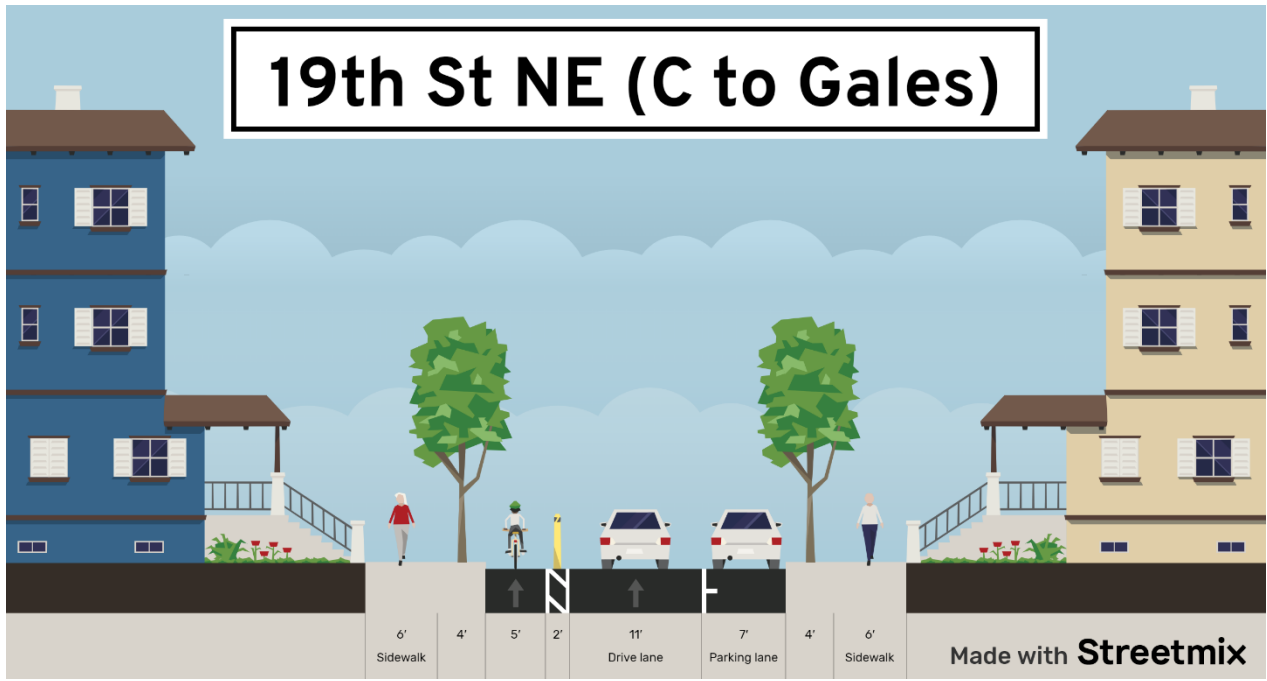 19th St NE (C to Gales)
6′ 4′ 5′ 2′ 11′ 7′ 4′ 6′
Sidewalk Drive lane Parking lane Sidewalk
Made with Streetmix